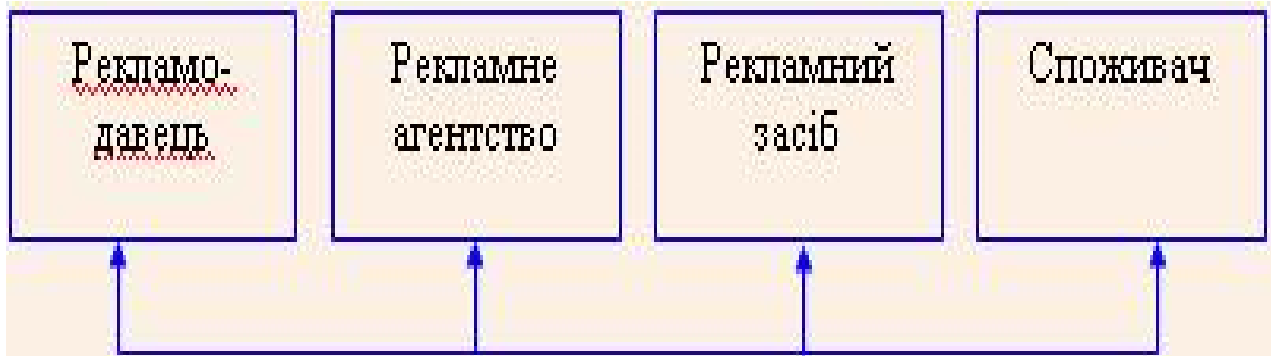 Рекламо-
давець
Рекламне
агентство
Рекламний
засіб
Споживач